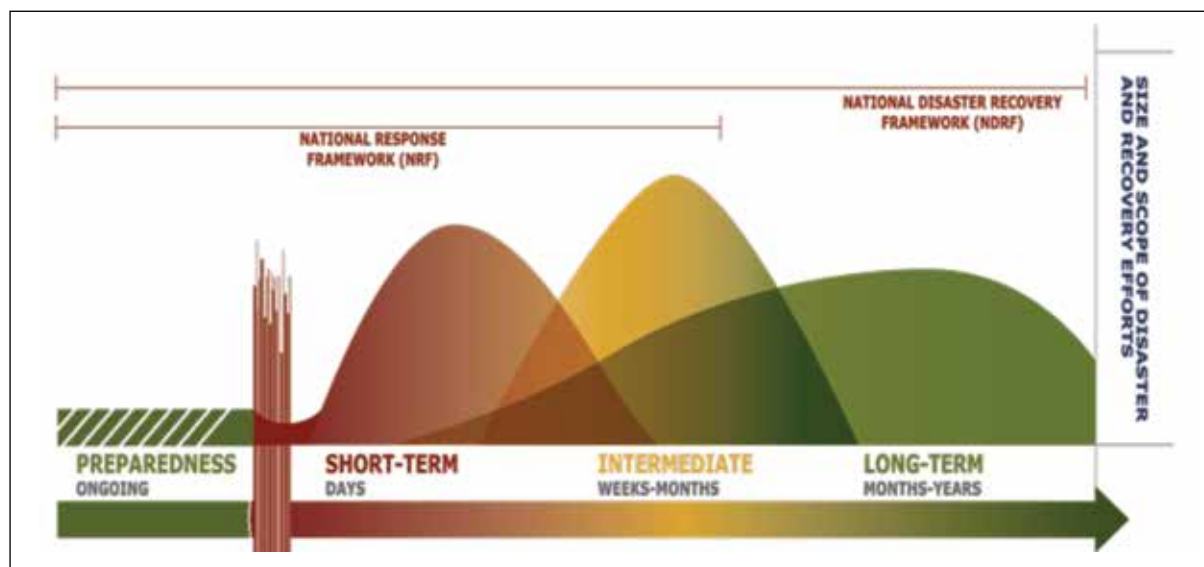 NATIONAL DISASTER RECOVERY
FRAMEWORK (NDRF)
NATIONAL RESPONSE
FRAMEWORK (NRF)
SIZE AND SCOPE OF DISASTER
AND RECOVERY EFFORTS
PREPAREDNESS
ONGOING
SHORT-TERM
DAYS
INTERMEDIATE
WEEKS-MONTHS
LONG-TERM
MONTHS-YEARS